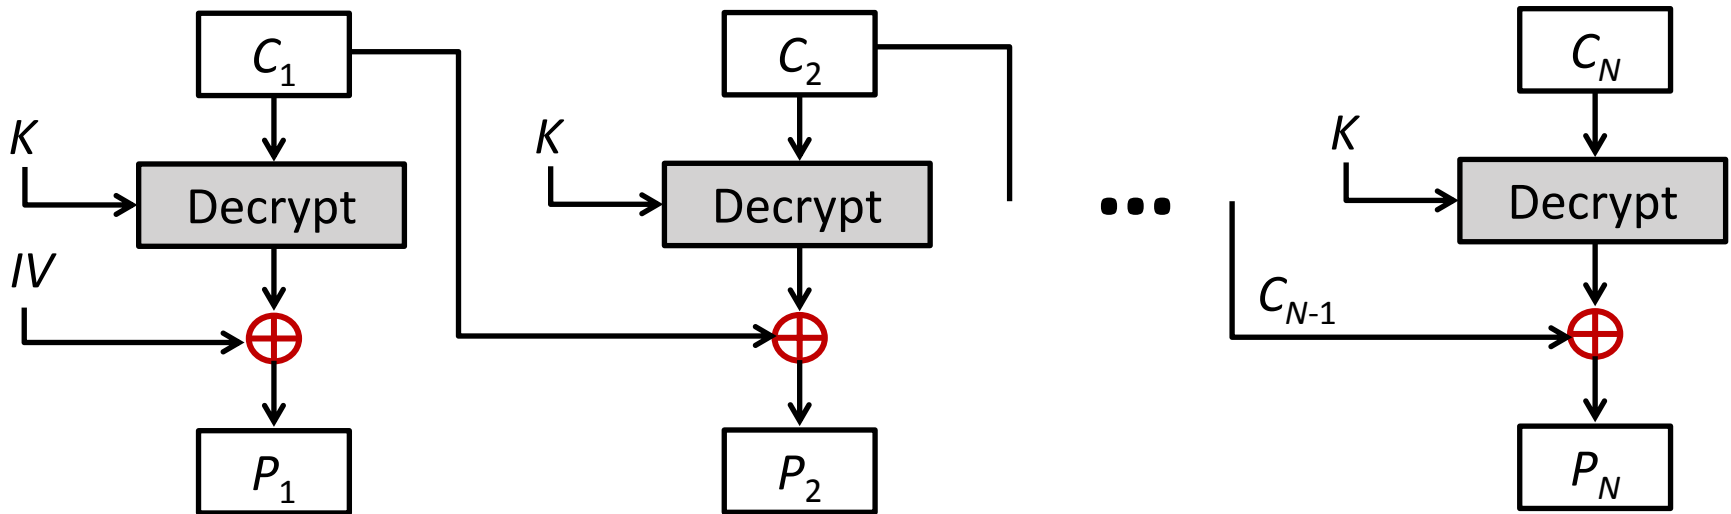 C1 C2 CN
K K K
Decrypt Decrypt ... Decrypt
IV
CN-1
P1 P2 PN